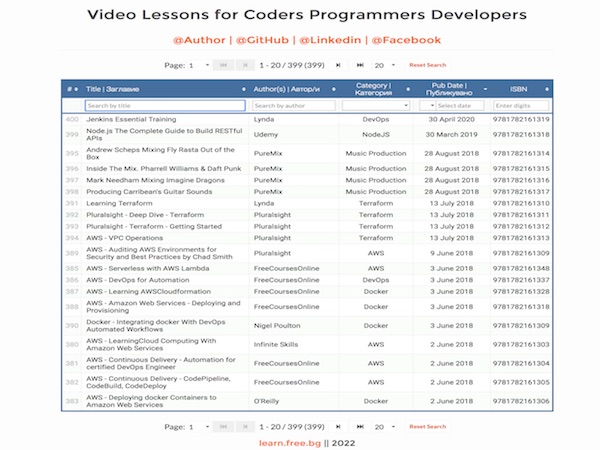 Video Lessons for Coders Programmers Developers
@Author | @GitHub | @Linkedin | @Facebook
Page: 1 1 - 20 / 399 (399) 20 Reset Search
# Title | Заглавие Author(s) | Автор/и Category | Категория Pub Date | Публикувано ISBN
Search by title Search by author Select date Enter digits
400 Jenkins Essential Training Lynda DevOps 30 April 2020 9781782161319
399 Node.js The Complete Guide to Build RESTful APIs Udemy NodeJS 30 March 2019 9781782161318
395 Andrew Scheps Mixing Fly Rasta Out of the Box PureMix Music Production 28 August 2018 9781782161314
396 Inside The Mix. Pharrell Williams & Daft Punk PureMix Music Production 28 August 2018 9781782161315
397 Mark Needham Mixing Imagine Dragons PureMix Music Production 28 August 2018 9781782161316
398 Producing Carribean's Guitar Sounds PureMix Music Production 28 August 2018 9781782161317
391 Learning Terraform Lynda Terraform 13 July 2018 9781782161310
392 Pluralsight - Deep Dive - Terraform Pluralsight Terraform 13 July 2018 9781782161311
393 Pluralsight - Terraform - Getting Started Pluralsight Terraform 13 July 2018 9781782161312
394 AWS - VPC Operations Pluralsight Terraform 13 July 2018 9781782161313
389 AWS - Auditing AWS Environments for Security and Best Practices by Chad Smith Pluralsight AWS 9 June 2018 9781782161309
385 AWS - Serverless with AWS Lambda FreeCoursesOnline AWS 3 June 2018 9781782161348
386 AWS - DevOps for Automation FreeCoursesOnline DevOps 3 June 2018 9781782161337
387 AWS - Learning AWSCloudformation FreeCoursesOnline Docker 3 June 2018 9781782161328
388 AWS - Amazon Web Services - Deploying and Provisioning FreeCoursesOnline Docker 3 June 2018 9781782161308
390 Docker - Integrating docker With DevOps Automated Workflows Nigel Poulton Docker 3 June 2018 9781782161309
380 AWS - LearningCloud Computing With Amazon Web Services Infinite Skills AWS 2 June 2018 9781782161303
381 AWS - Continuous Delivery - Automation for certified DevOps Engineer FreeCoursesOnline AWS 2 June 2018 9781782161304
382 AWS - Continuous Delivery - CodePipeline, CodeBuild, CodeDeploy FreeCoursesOnline AWS 2 June 2018 9781782161305
383 AWS - Deploying docker Containers to Amazon Web Services O'Reilly Docker 2 June 2018 9781782161306
Page: 1 1 - 20 / 399 (399) 20 Reset Search
learn.free.bg || 2022